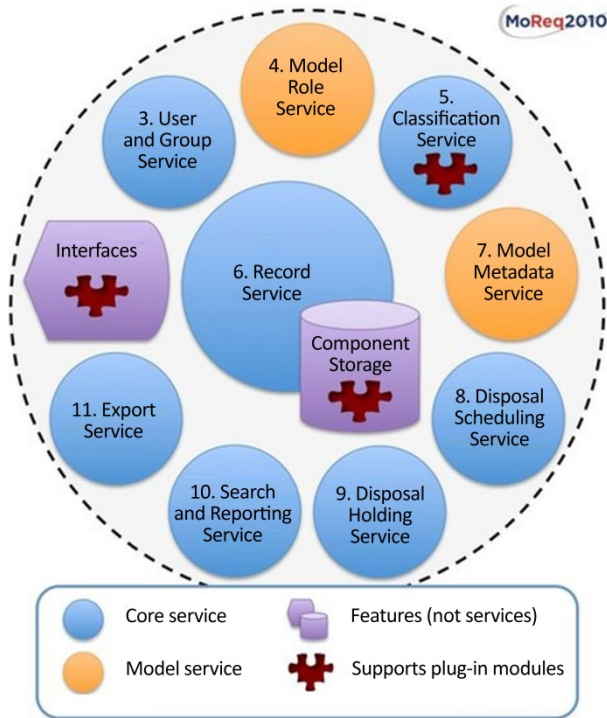 MoReq2010
4. Model
Role
Service
3. User
and Group
Service
5.
Classification
Service
Interfaces
6. Record
Service
7. Model
Metadata
Service
Component
Storage
11. Export
Service
8. Disposal
Scheduling
Service
10. Search
and Reporting
Service
9. Disposal
Holding
Service
Core service
Features (not services)
Model service
Supports plug-in modules